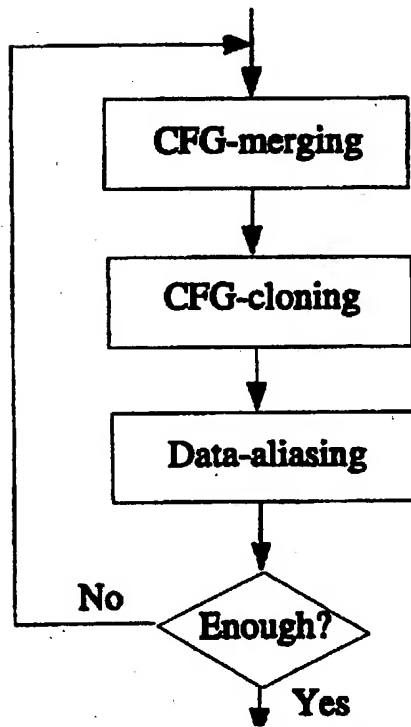 CFG-merging
CFG-cloning
Data-aliasing
No
Enough?
Yes